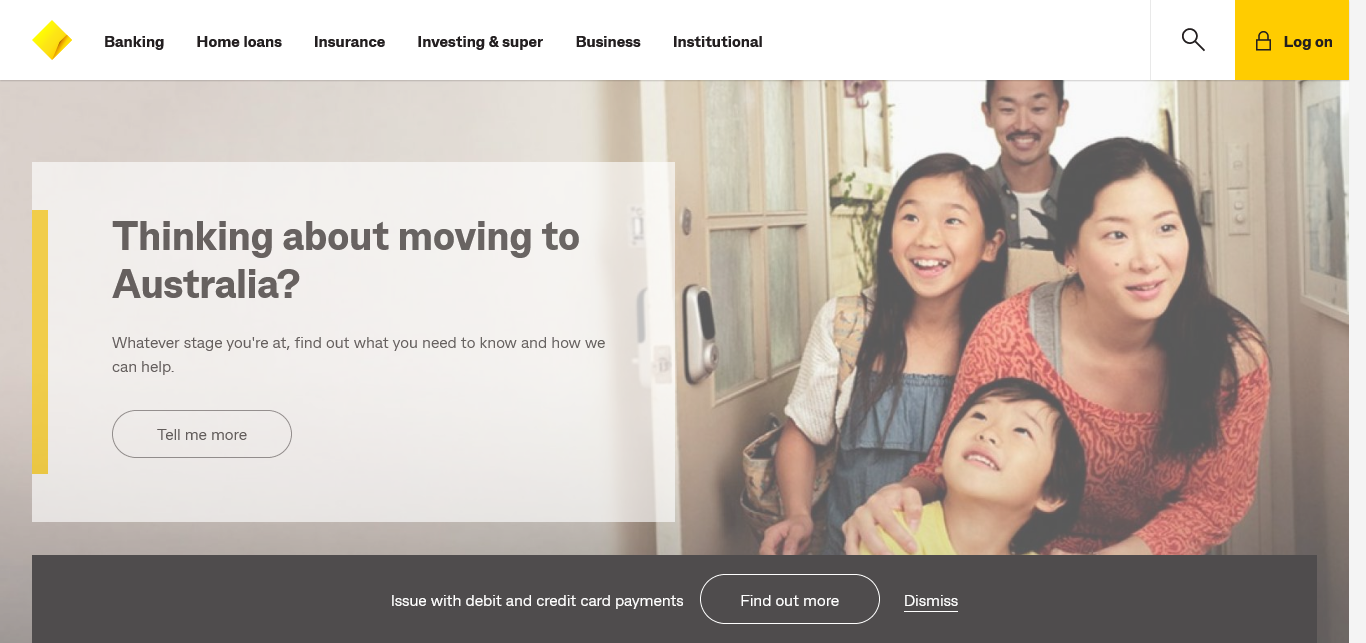 Banking Home loans Insurance Investing & super Business Institutional Log on
Thinking about moving to
Australia?
Whatever stage you're at, find out what you need to know and how we
can help.
Tell me more
Issue with debit and credit card payments Find out more Dismiss